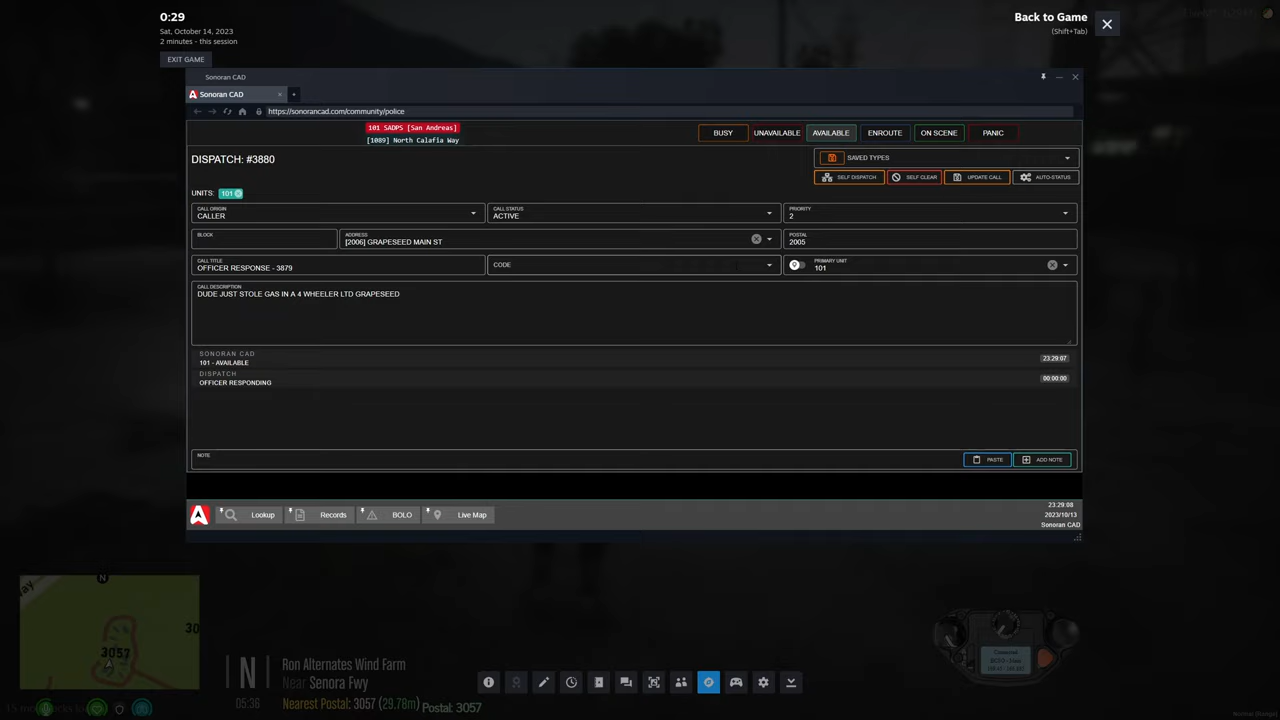 0:29
Sat, October 14, 2023
2 minutes - this session
EXIT GAME
Back to Game
(Shift+Tab)
Sonoran CAD
Sonoran CAD
https://sonorancad.com/community/police
101 SADPS [San Andreas]
[1089] North Calafia Way
BUSY UNAVAILABLE AVAILABLE ENROUTE ON SCENE PANIC
DISPATCH: #3880
SAVED TYPES
SELF DISPATCH SELF CLEAR UPDATE CALL AUTO-STATUS
UNITS: 101
CALL ORIGIN
CALLER
CALL STATUS
ACTIVE
PRIORITY
2
BLOCK
ADDRESS
[2006] GRAPESEED MAIN ST
POSTAL
2005
CALL TITLE
OFFICER RESPONSE - 3879
CODE
PRIMARY UNIT
101
CALL DESCRIPTION
DUDE JUST STOLE GAS IN A 4 WHEELER LTD GRAPESEED
SONORAN CAD
101 - AVAILABLE
23:29:07
DISPATCH
OFFICER RESPONDING
00:00:00
NOTE
PASTE ADD NOTE
Lookup Records BOLO Live Map
23:29:08
2023/10/13
Sonoran CAD
N
30
3057
N
05:36
Ron Alternates Wind Farm
Near Senora Fwy
Nearest Postal: 3057 (29.78m) Postal: 3057
Connected